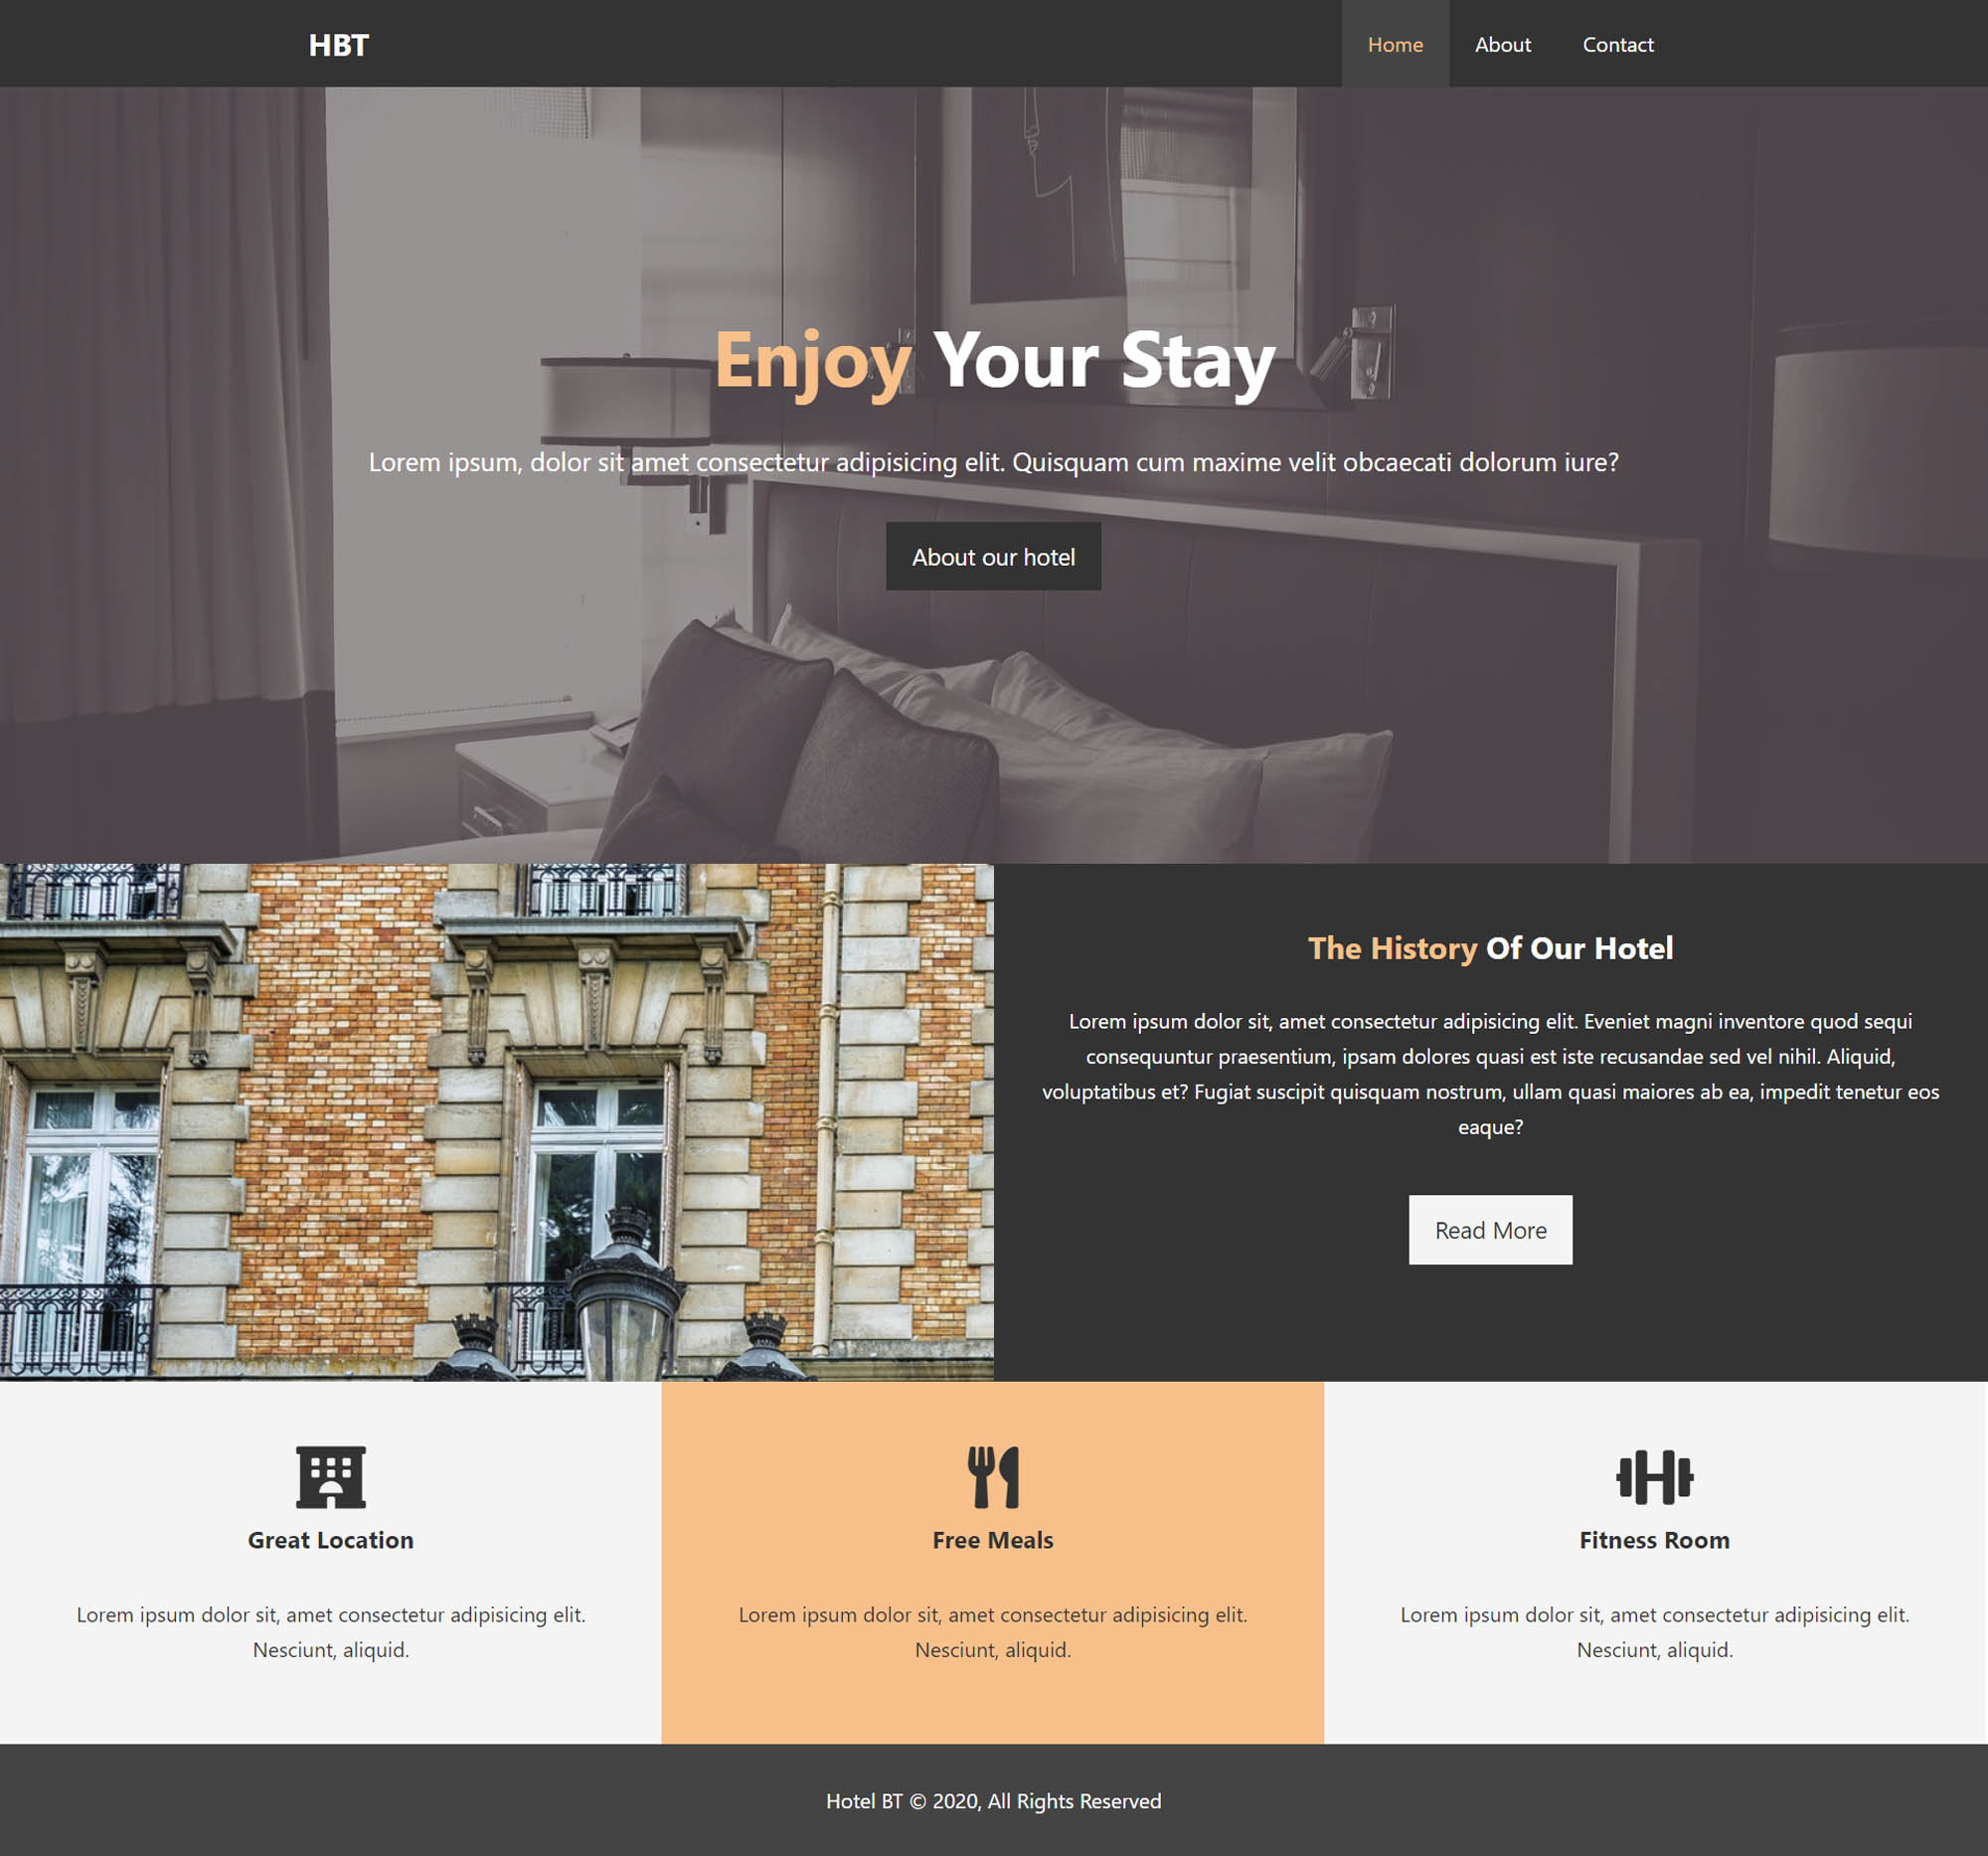 HBT
Home
About
Contact
Enjoy Your Stay
Lorem ipsum, dolor sit amet consectetur adipisicing elit. Quisquam cum maxime velit obcaecati dolorum iure?
About our hotel
The History Of Our Hotel
Lorem ipsum dolor sit, amet consectetur adipisicing elit. Eveniet magni inventore quod sequi
consequuntur praesentium, ipsam dolores quasi est iste recusandae sed vel nihil. Aliquid,
voluptatibus et? Fugiat suscipit quisquam nostrum, ullam quasi maiores ab ea, impedit tenetur eos
eaque?
Read More
Great Location
Lorem ipsum dolor sit, amet consectetur adipisicing elit.
Nesciunt, aliquid.
Free Meals
Lorem ipsum dolor sit, amet consectetur adipisicing elit.
Nesciunt, aliquid.
Fitness Room
Lorem ipsum dolor sit, amet consectetur adipisicing elit.
Nesciunt, aliquid.
Hotel BT © 2020, All Rights Reserved